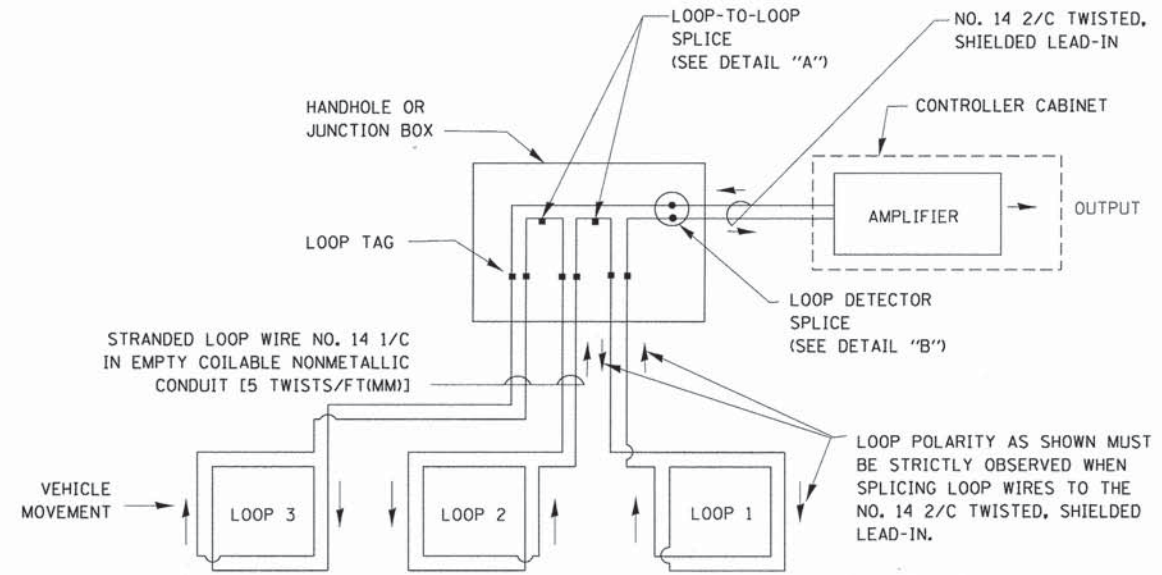 LOOP-TO-LOOP
SPLICE
(SEE DETAIL "A")
NO. 14 2/C TWISTED,
SHIELDED LEAD-IN
HANDHOLE OR
JUNCTION BOX
CONTROLLER CABINET
AMPLIFIER
OUTPUT
LOOP TAG
LOOP DETECTOR
SPLICE
(SEE DETAIL "B")
STRANDED LOOP WIRE NO. 14 1/C
IN EMPTY COILABLE NONMETALLIC
CONDUIT [5 TWISTS/FT(MM)]
LOOP POLARITY AS SHOWN MUST
BE STRICTLY OBSERVED WHEN
SPLICING LOOP WIRES TO THE
NO. 14 2/C TWISTED, SHIELDED
LEAD-IN.
VEHICLE
MOVEMENT
LOOP 3
LOOP 2
LOOP 1